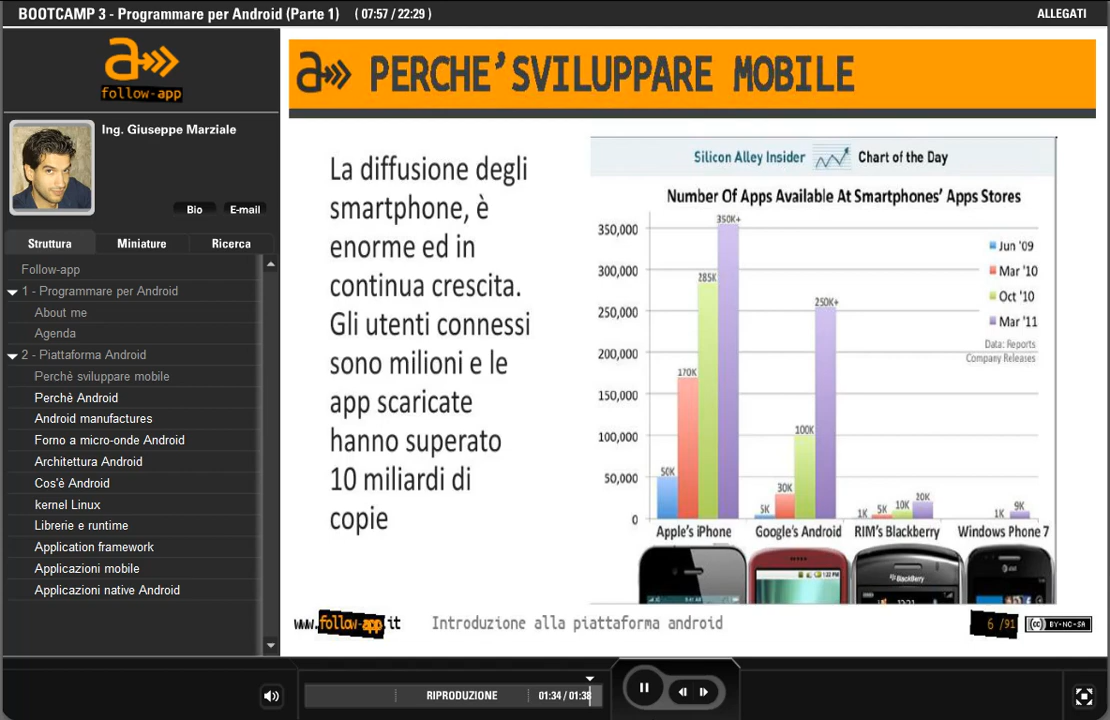 BOOTCAMP 3 - Programmare per Android (Parte 1) ( 07:57 / 22:29 )
ALLEGATI
a
follow-app
Ing. Giuseppe Marziale
Bio
E-mail
Struttura
Miniature
Ricerca
Follow-app
1 - Programmare per Android
About me
Agenda
2 - Piattaforma Android
Perchè sviluppare mobile
Perchè Android
Android manufactures
Forno a micro-onde Android
Architettura Android
Cos'è Android
kernel Linux
Librerie e runtime
Application framework
Applicazioni mobile
Applicazioni native Android
a PERCHE'SVILUPPARE MOBILE
La diffusione degli
smartphone, è
enorme ed in
continua crescita.
Gli utenti connessi
sono milioni e le
app scaricate
hanno superato
10 miliardi di
copie
Silicon Alley Insider Chart of the Day
Number Of Apps Available At Smartphones' Apps Stores
350,000
300,000
250,000
200,000
150,000
100,000
50,000
0
50K
170K
285K
350K+
5K
30K
100K
250K+
1K
5K
10K
20K
1K
9K
Jun '09
Mar '10
Oct '10
Mar '11
Data: Reports
Company Releases
Apple's iPhone
Google's Android
RIM's Blackberry
Windows Phone 7
BlackBerry
at&t
www.follow-app.it
Introduzione alla piattaforma android
6 /91
cc BY-NC-SA
RIPRODUZIONE
01:34 / 01:38